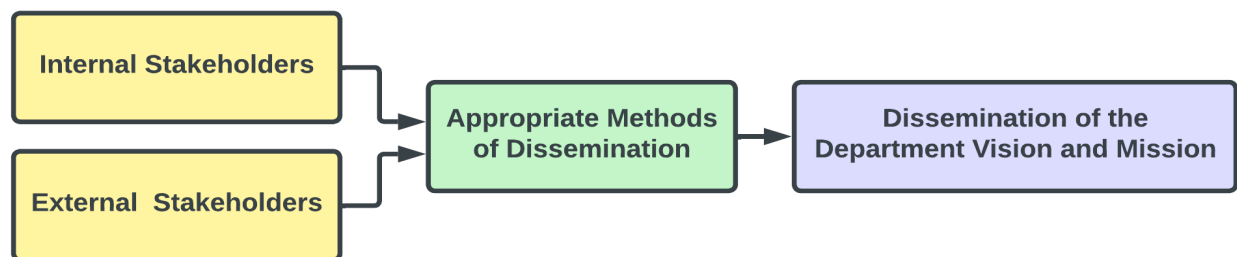 Internal Stakeholders
External  Stakeholders
Appropriate Methods
of Dissemination
Dissemination of the
Department Vision and Mission